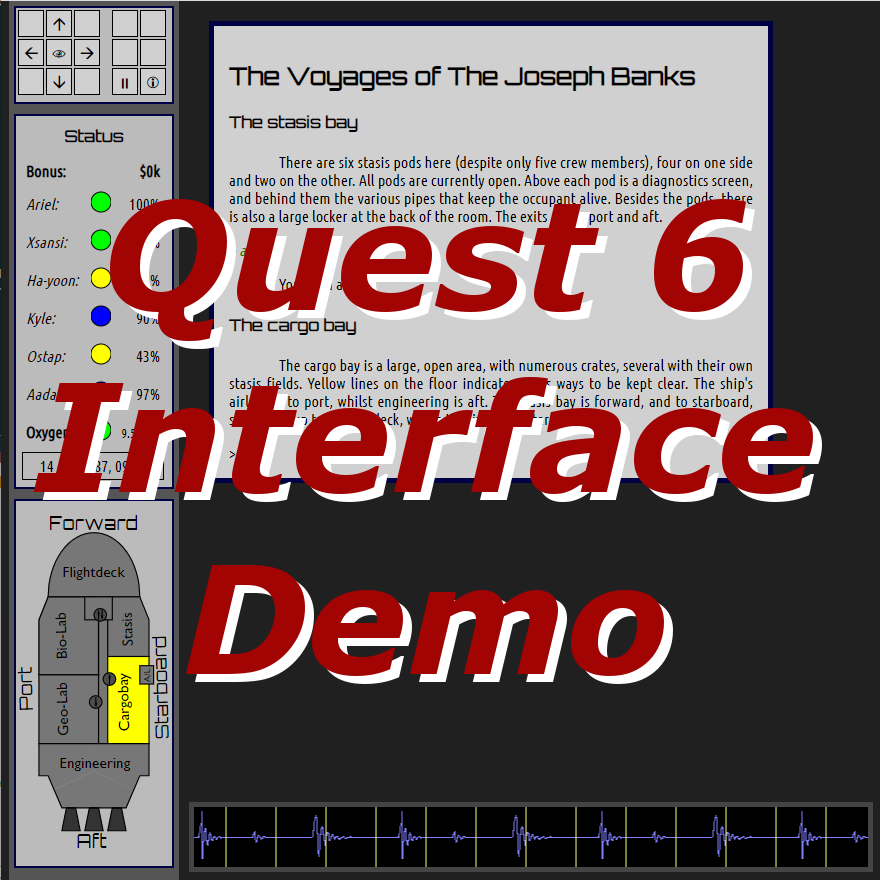 Status
Bonus: $0k
Ariel: 100%
Xsansi:
Ha-yoon: %
Kyle: 90%
Ostap: 43%
97%
14
The Voyages of The Joseph Banks
The stasis bay
There are six stasis pods here (despite only five crew members), four on one side
and two on the other. All pods are currently open. Above each pod is a diagnostics screen,
and behind them the various pipes that keep the occupant alive. Besides the pods, there
is also a large locker at the back of the room. The exits port and aft.
The cargo bay
The cargo bay is a large, open area, with numerous crates, several with their own
stasis fields. Yellow lines on the floor indicate ways to be kept clear. The ship's
to port, whilst engineering is aft. bay is forward, and to starboard,
>
Quest 6
Interface
Demo
Forward
Flightdeck
Bio-Lab
Stasis
Port
Starboard
A/L
Geo-Lab
Cargobay
Engineering
Aft